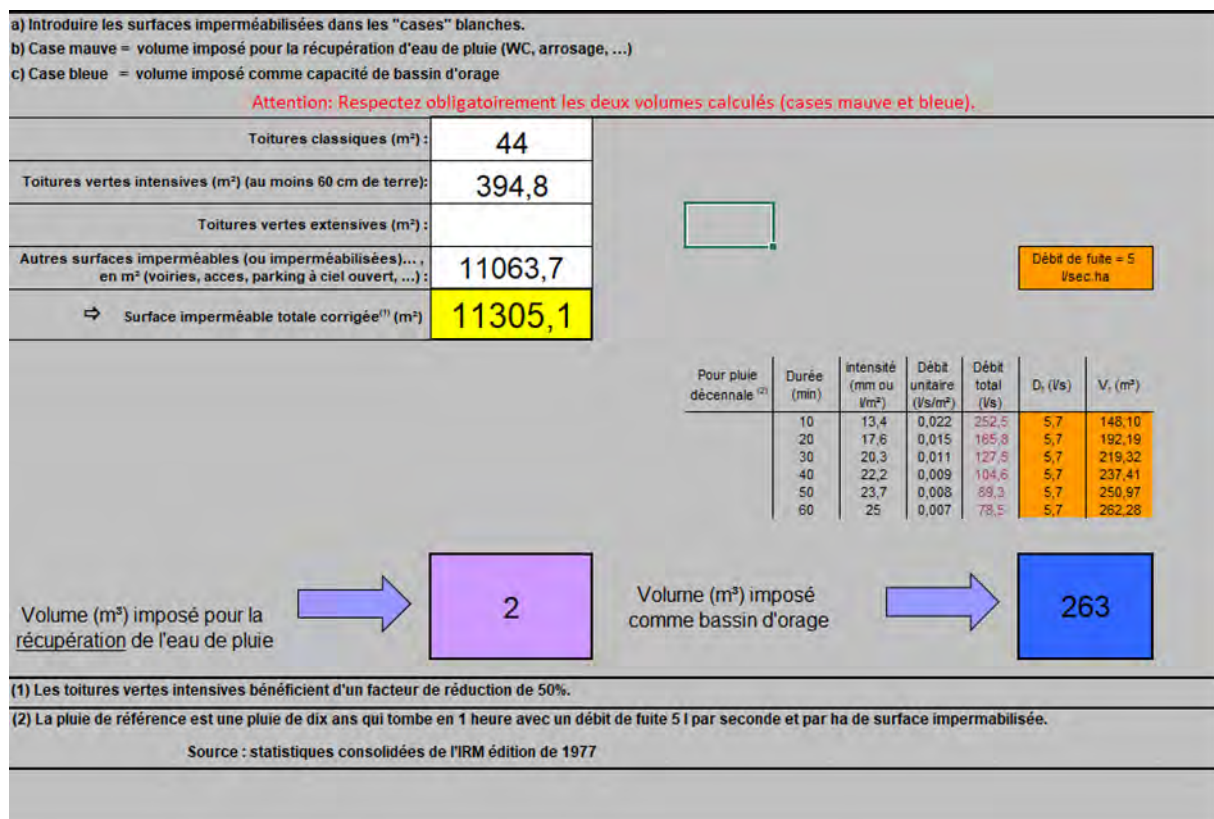 a) Introduire les surfaces imperméabilisées dans les "cases" blanches.
b) Case mauve = volume imposé pour la récupération d'eau de pluie (WC, arrosage, ...)
c) Case bleue = volume imposé comme capacité de bassin d'orage
Attention: Respectez obligatoirement les deux volumes calculés (cases mauve et bleue).
Toitures classiques (m²) : 44
Toitures vertes intensives (m²) (au moins 60 cm de terre): 394,8
Toitures vertes extensives (m²) :
Autres surfaces imperméables (ou imperméabilisées)... ,
en m² (voiries, acces, parking à ciel ouvert, ...) : 11063,7
Débit de fuite = 5
l/sec.ha
⇨ Surface imperméable totale corrigée⁽¹⁾ (m²) 11305,1
Pour pluie décennale ⁽²⁾ Durée (min) intensité (mm ou l/m²) Débit unitaire (l/s/m²) Débit total (l/s) Dᵣ (l/s) Vᵣ (m³)
10 13,4 0,022 252,5 5,7 148,10
20 17,6 0,015 165,8 5,7 192,19
30 20,3 0,011 127,5 5,7 219,32
40 22,2 0,009 104,6 5,7 237,41
50 23,7 0,008 89,3 5,7 250,97
60 25 0,007 78,5 5,7 262,28
Volume (m³) imposé pour la
récupération de l'eau de pluie
2
Volume (m³) imposé
comme bassin d'orage
263
(1) Les toitures vertes intensives bénéficient d'un facteur de réduction de 50%.
(2) La pluie de référence est une pluie de dix ans qui tombe en 1 heure avec un débit de fuite 5 l par seconde et par ha de surface impermabilisée.
Source : statistiques consolidées de l'IRM édition de 1977